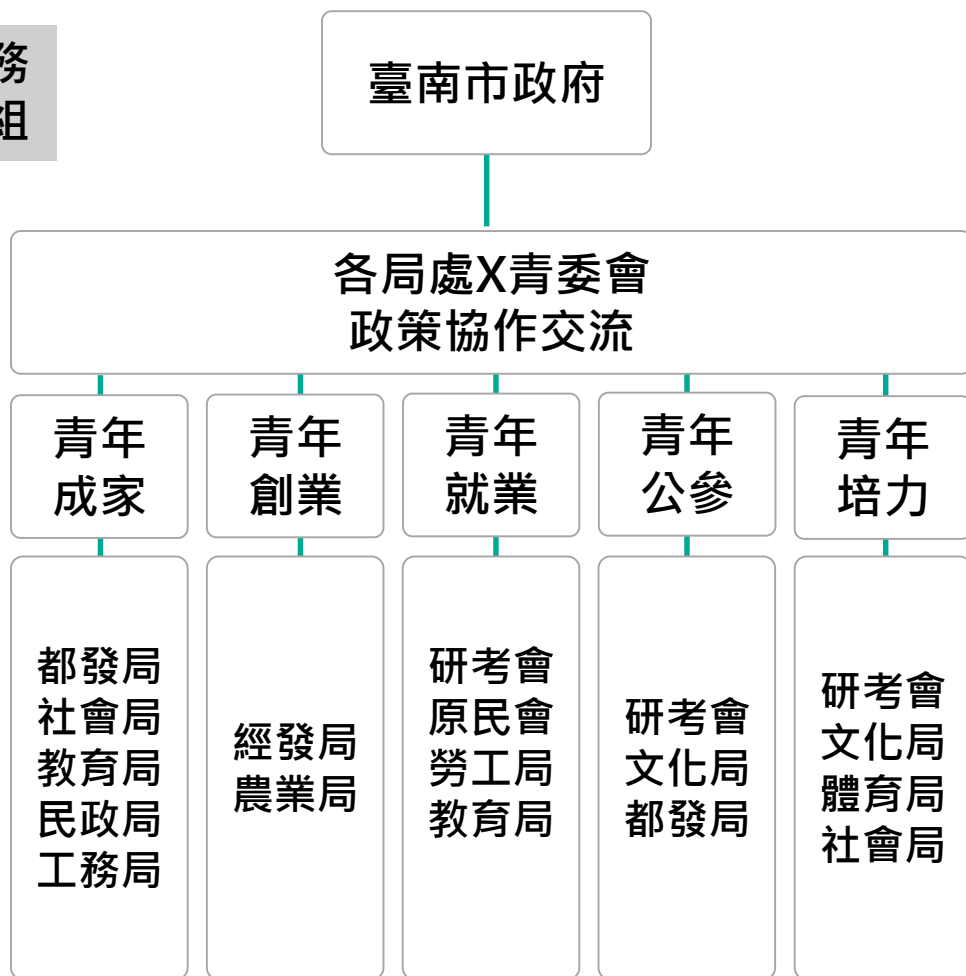 務
組
臺南市政府
各局處X青委會
政策協作交流
青年
成家
青年
創業
青年
就業
青年
公參
青年
培力
都發局
社會局
教育局
民政局
工務局
經發局
農業局
研考會
原民會
勞工局
教育局
研考會
文化局
都發局
研考會
文化局
體育局
社會局